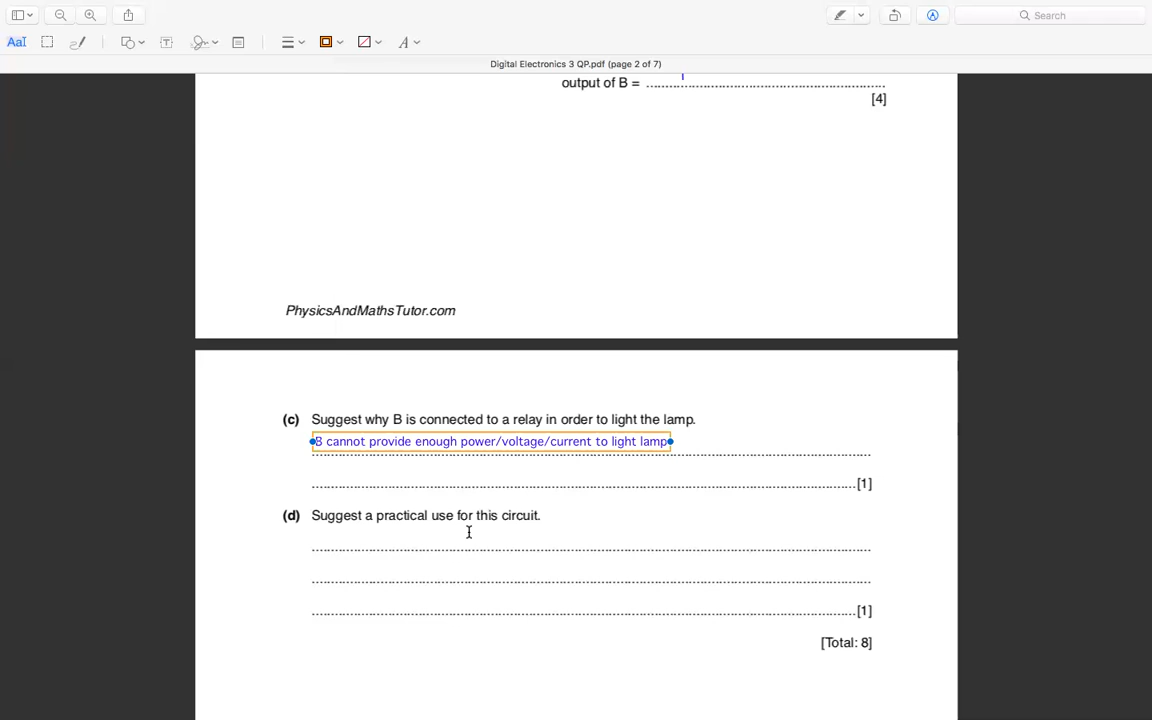 Search
AaI
T
A
Digital Electronics 3 QP.pdf (page 2 of 7)
output of B = ........................................................
[4]
PhysicsAndMathsTutor.com
(c) Suggest why B is connected to a relay in order to light the lamp.
B cannot provide enough power/voltage/current to light lamp
................................................................................................................................
..............................................................................................................................[1]
(d) Suggest a practical use for this circuit.
................................................................................................................................
................................................................................................................................
..............................................................................................................................[1]
[Total: 8]